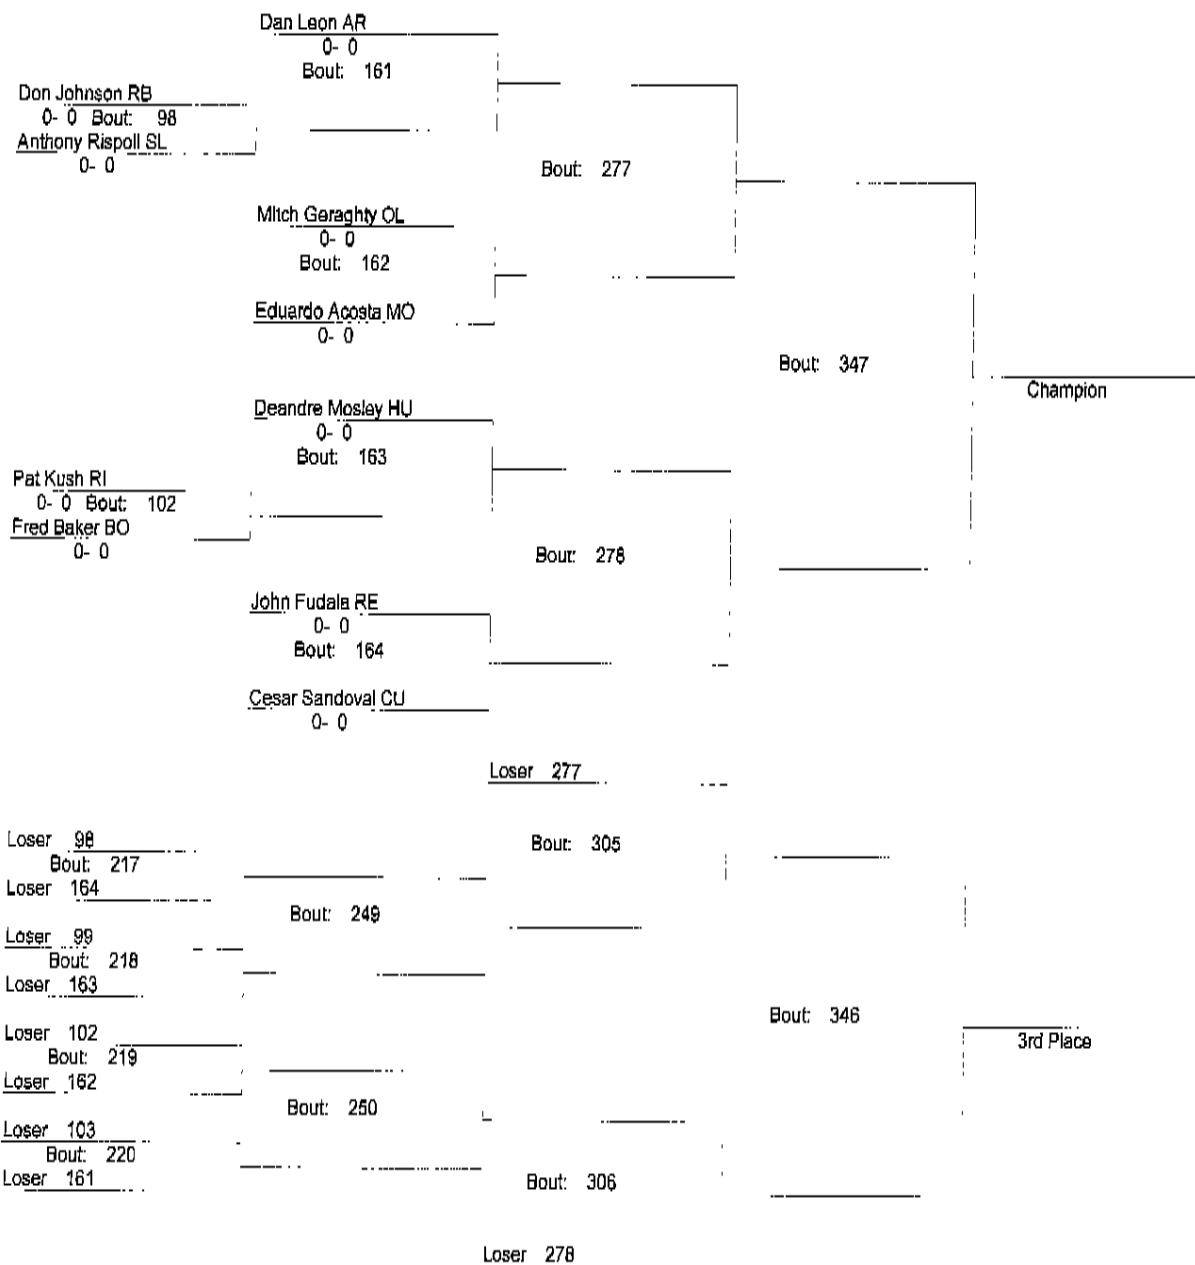 Dan Leon AR
0- 0
Bout: 161
Don Johnson RB
0- 0 Bout: 98
Anthony Rispoll SL
0- 0
Bout: 277
Mitch Geraghty OL
0- 0
Bout: 162
Eduardo Acosta MO
0- 0
Bout: 347
Champion
Deandre Mosley HU
0- 0
Bout: 163
Pat Kush RI
0- 0 Bout: 102
Fred Baker BO
0- 0
Bout: 278
John Fudala RE
0- 0
Bout: 164
Cesar Sandoval CU
0- 0
Loser 277
Loser 98
Bout: 217
Loser 164
Bout: 305
Bout: 249
Loser 99
Bout: 218
Loser 163
Loser 102
Bout: 219
Loser 162
Bout: 346
3rd Place
Bout: 250
Loser 103
Bout: 220
Loser 161
Bout: 306
Loser 278